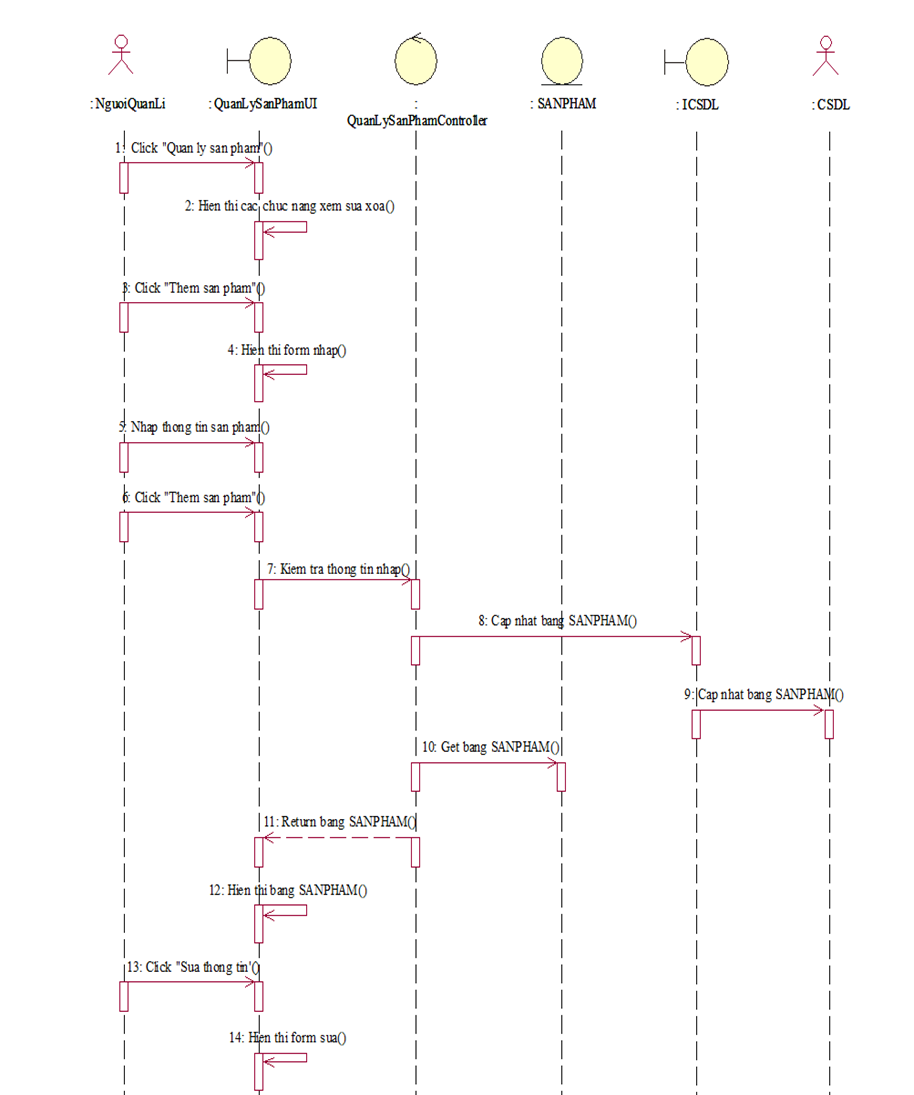 : NguoiQuanLi
: QuanLySanPhamUI
:
QuanLySanPhamController
: SANPHAM
: ICSDL
: CSDL
1: Click "Quan ly san pham"()
2: Hien thi cac chuc nang xem sua xoa()
3: Click "Them san pham"()
4: Hien thi form nhap()
5: Nhap thong tin san pham()
6: Click "Them san pham"()
7: Kiem tra thong tin nhap()
8: Cap nhat bang SANPHAM()
9: Cap nhat bang SANPHAM()
10: Get bang SANPHAM()
11: Return bang SANPHAM()
12: Hien thi bang SANPHAM()
13: Click "Sua thong tin'()
14: Hien thi form sua()